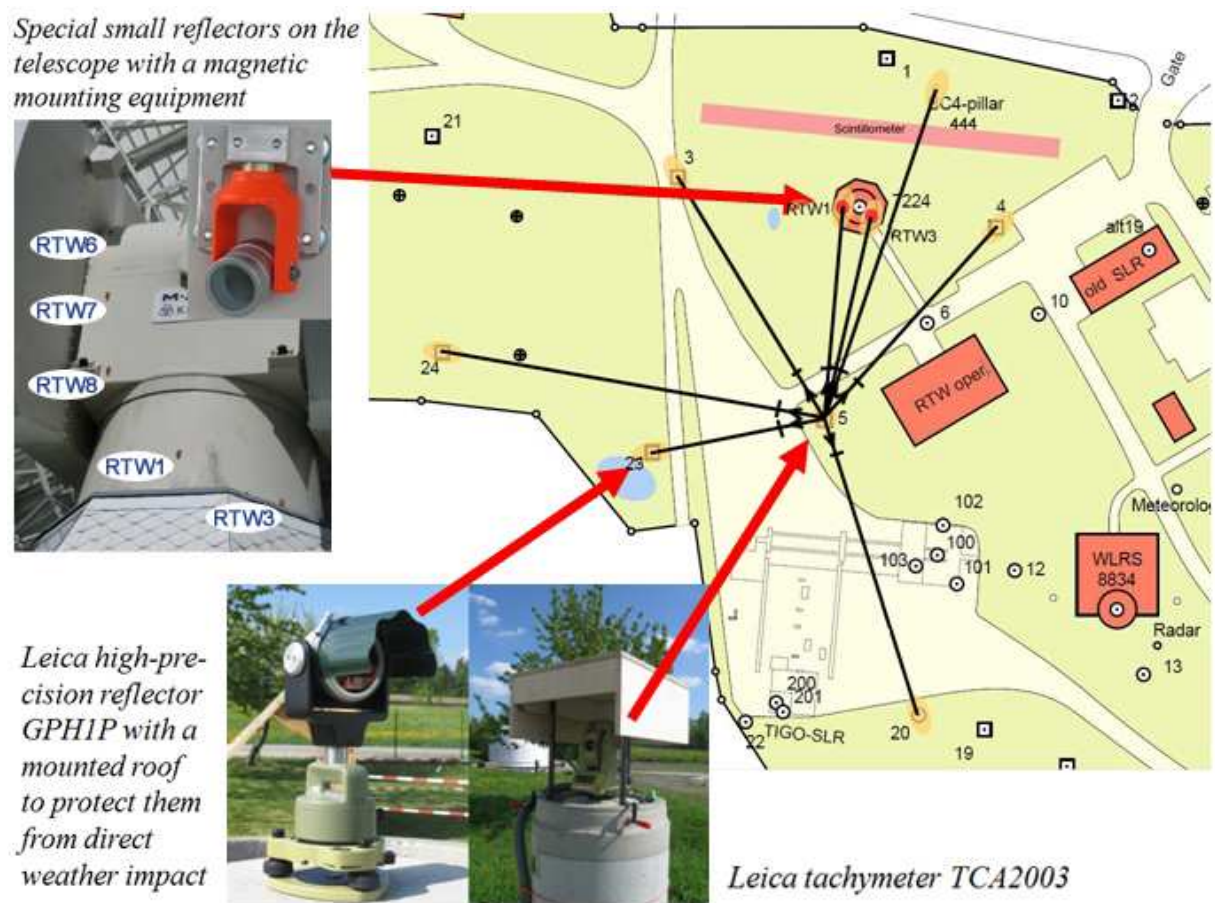 Special small reflectors on the
telescope with a magnetic
mounting equipment
RTW6
RTW7
RTW8
RTW1
RTW3
21
3
1
12
Gate
SC4-pillar
444
Scintillometer
RTW1
7224
RTW3
4
alt19
old SLR
10
6
RTW oper.
24
5
23
102
100
103
101
12
Meteorolog
WLRS
8834
Radar
13
200
201
22
TIGO-SLR
20
19
Leica high-pre-
cision reflector
GPH1P with a
mounted roof
to protect them
from direct
weather impact
Leica tachymeter TCA2003